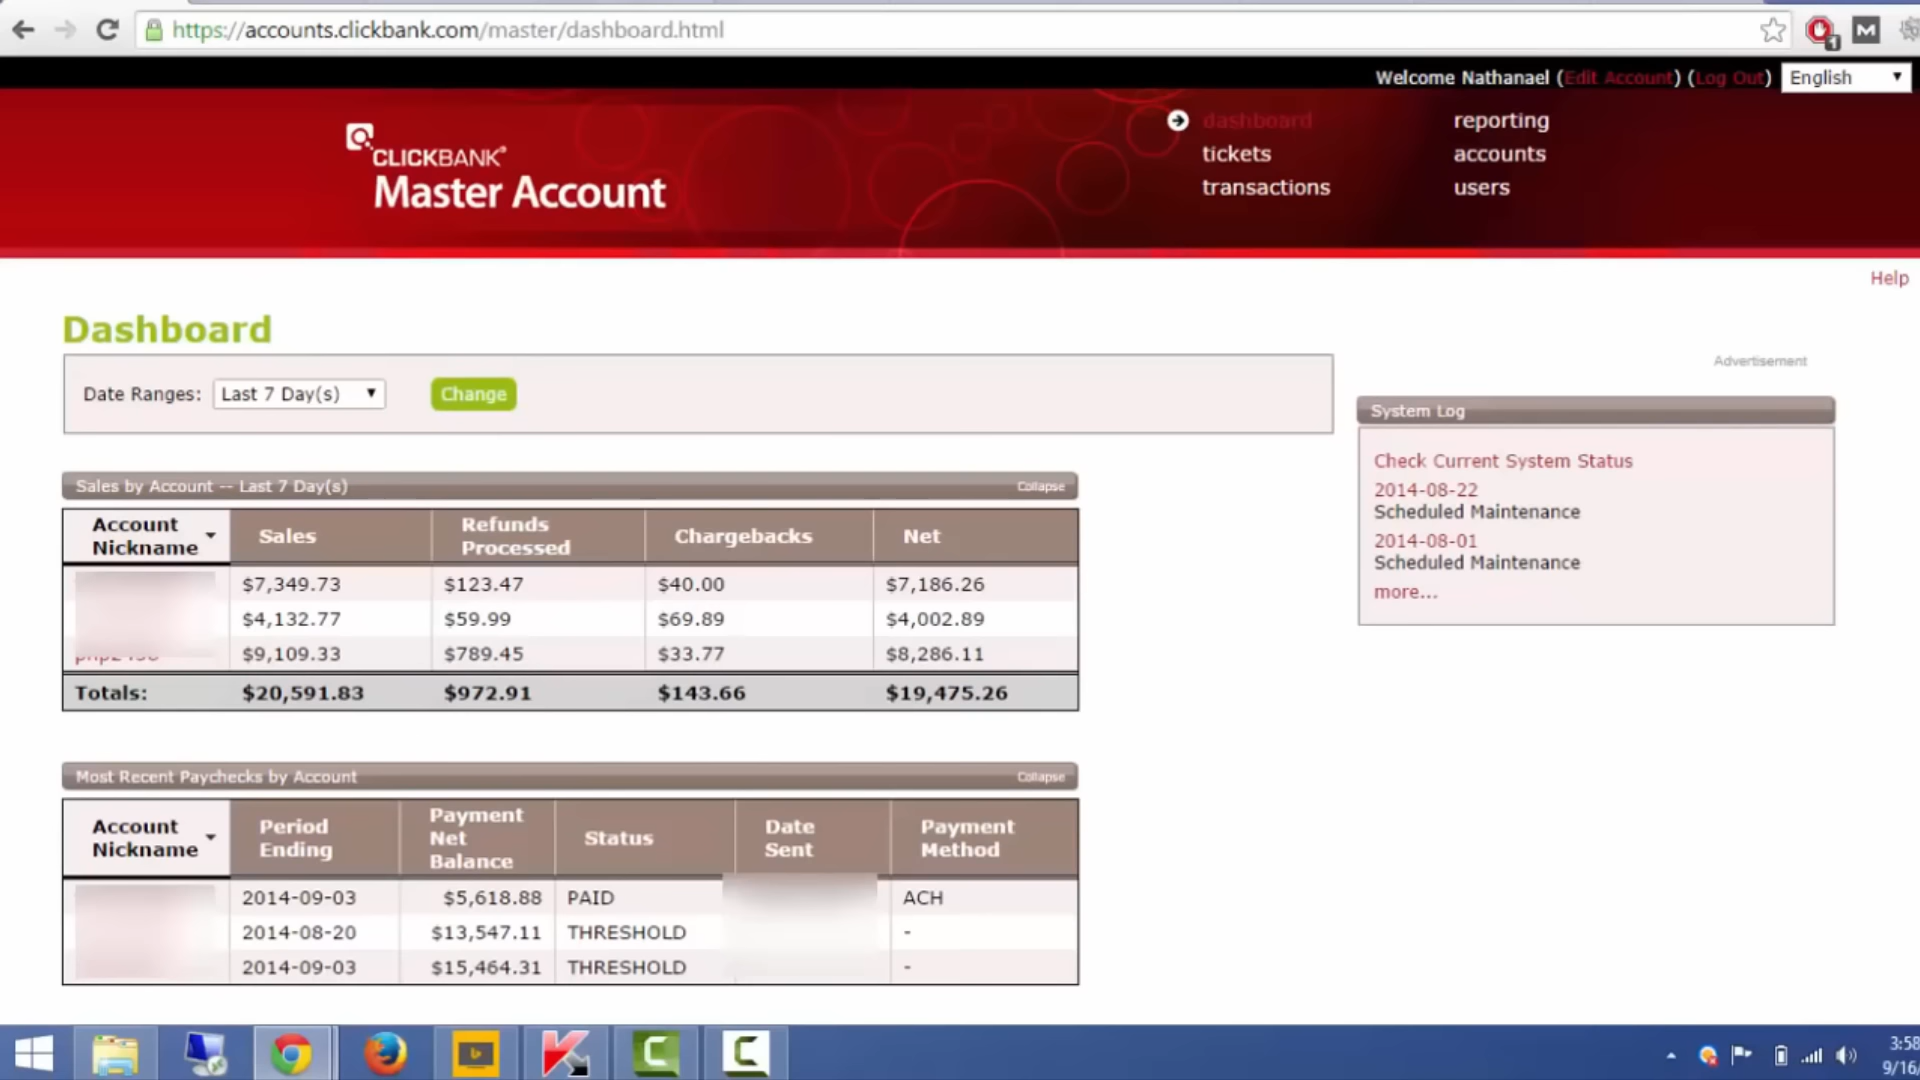 https://accounts.clickbank.com/master/dashboard.html
1
M
Welcome Nathanael (Edit Account) (Log Out) English
CLICKBANK®
Master Account
dashboard
reporting
tickets
accounts
transactions
users
Help
Dashboard
Advertisement
Date Ranges: Last 7 Day(s) Change
System Log
Check Current System Status
2014-08-22
Scheduled Maintenance
2014-08-01
Scheduled Maintenance
more...
Sales by Account -- Last 7 Day(s) Collapse
Account Nickname Sales Refunds Processed Chargebacks Net
$7,349.73 $123.47 $40.00 $7,186.26
$4,132.77 $59.99 $69.89 $4,002.89
$9,109.33 $789.45 $33.77 $8,286.11
Totals: $20,591.83 $972.91 $143.66 $19,475.26
Most Recent Paychecks by Account Collapse
Account Nickname Period Ending Payment Net Balance Status Date Sent Payment Method
2014-09-03 $5,618.88 PAID ACH
2014-08-20 $13,547.11 THRESHOLD -
2014-09-03 $15,464.31 THRESHOLD -
3:58
9/16/